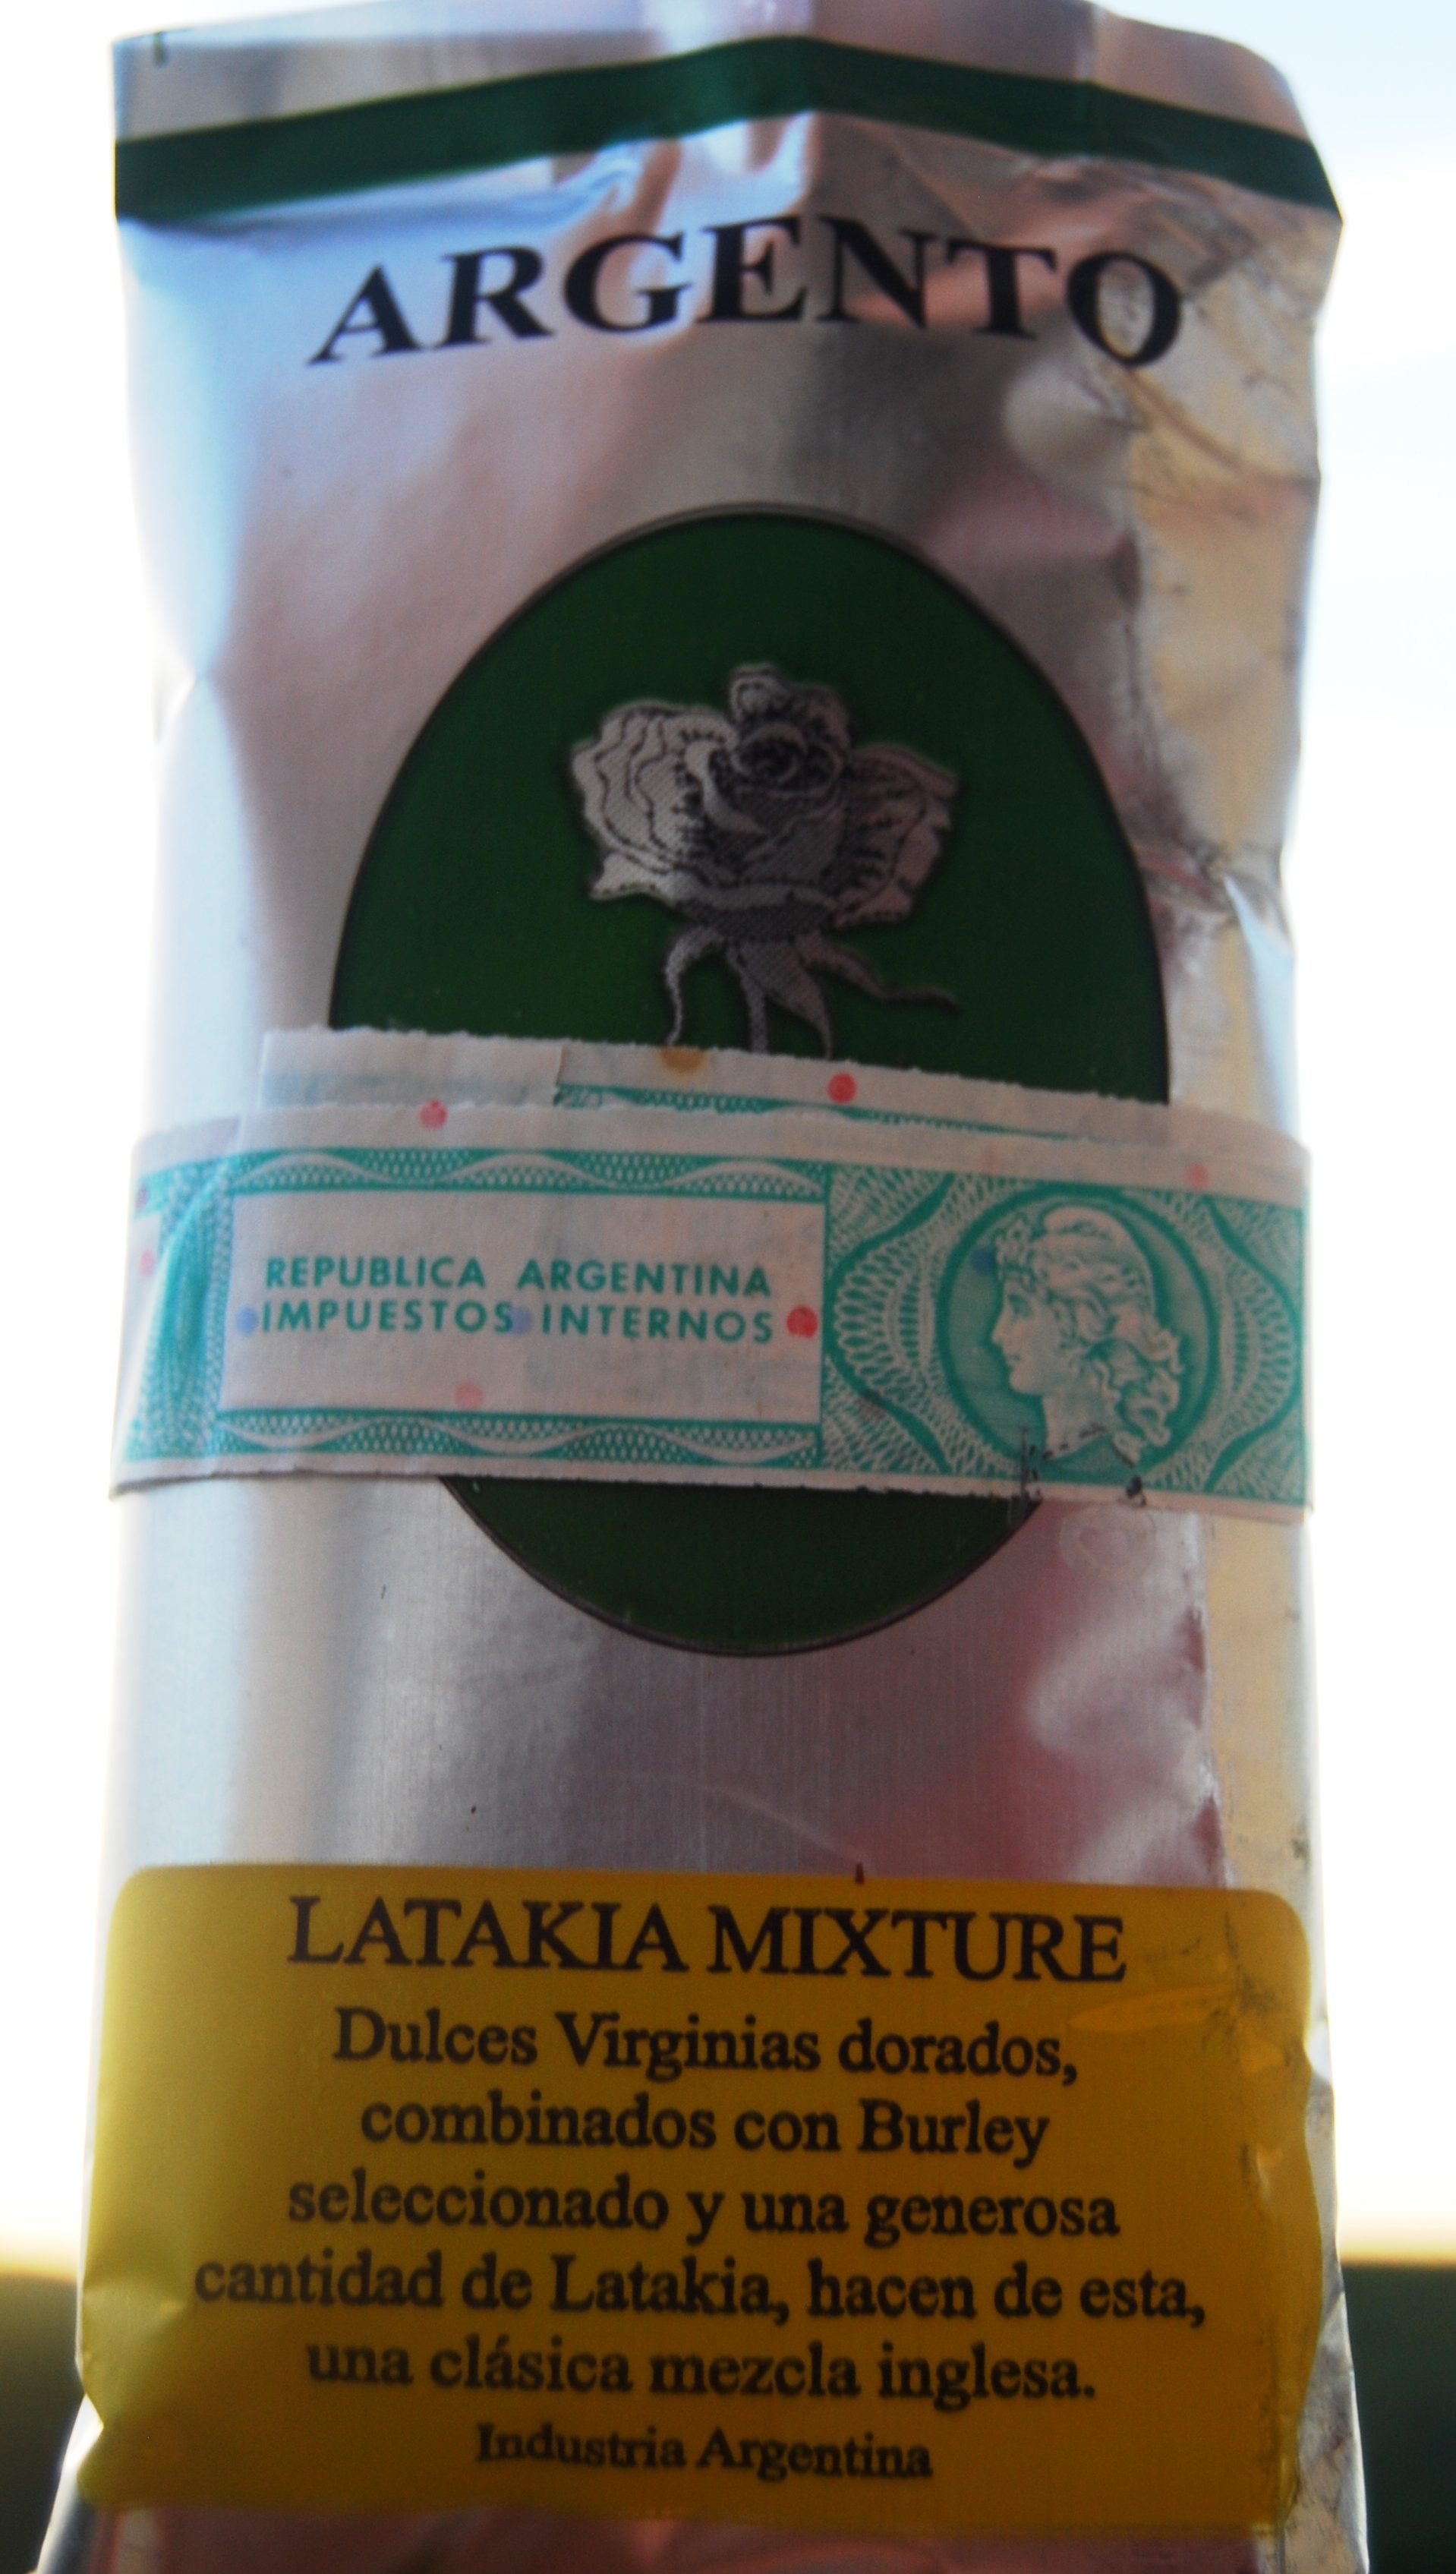 ARGENTO
REPUBLICA ARGENTINA
IMPUESTOS INTERNOS
LATAKIA MIXTURE
Dulces Virginias dorados,
combinados con Burley
seleccionado y una generosa
cantidad de Latakia, hacen de esta,
una clásica mezcla inglesa.
Industria Argentina